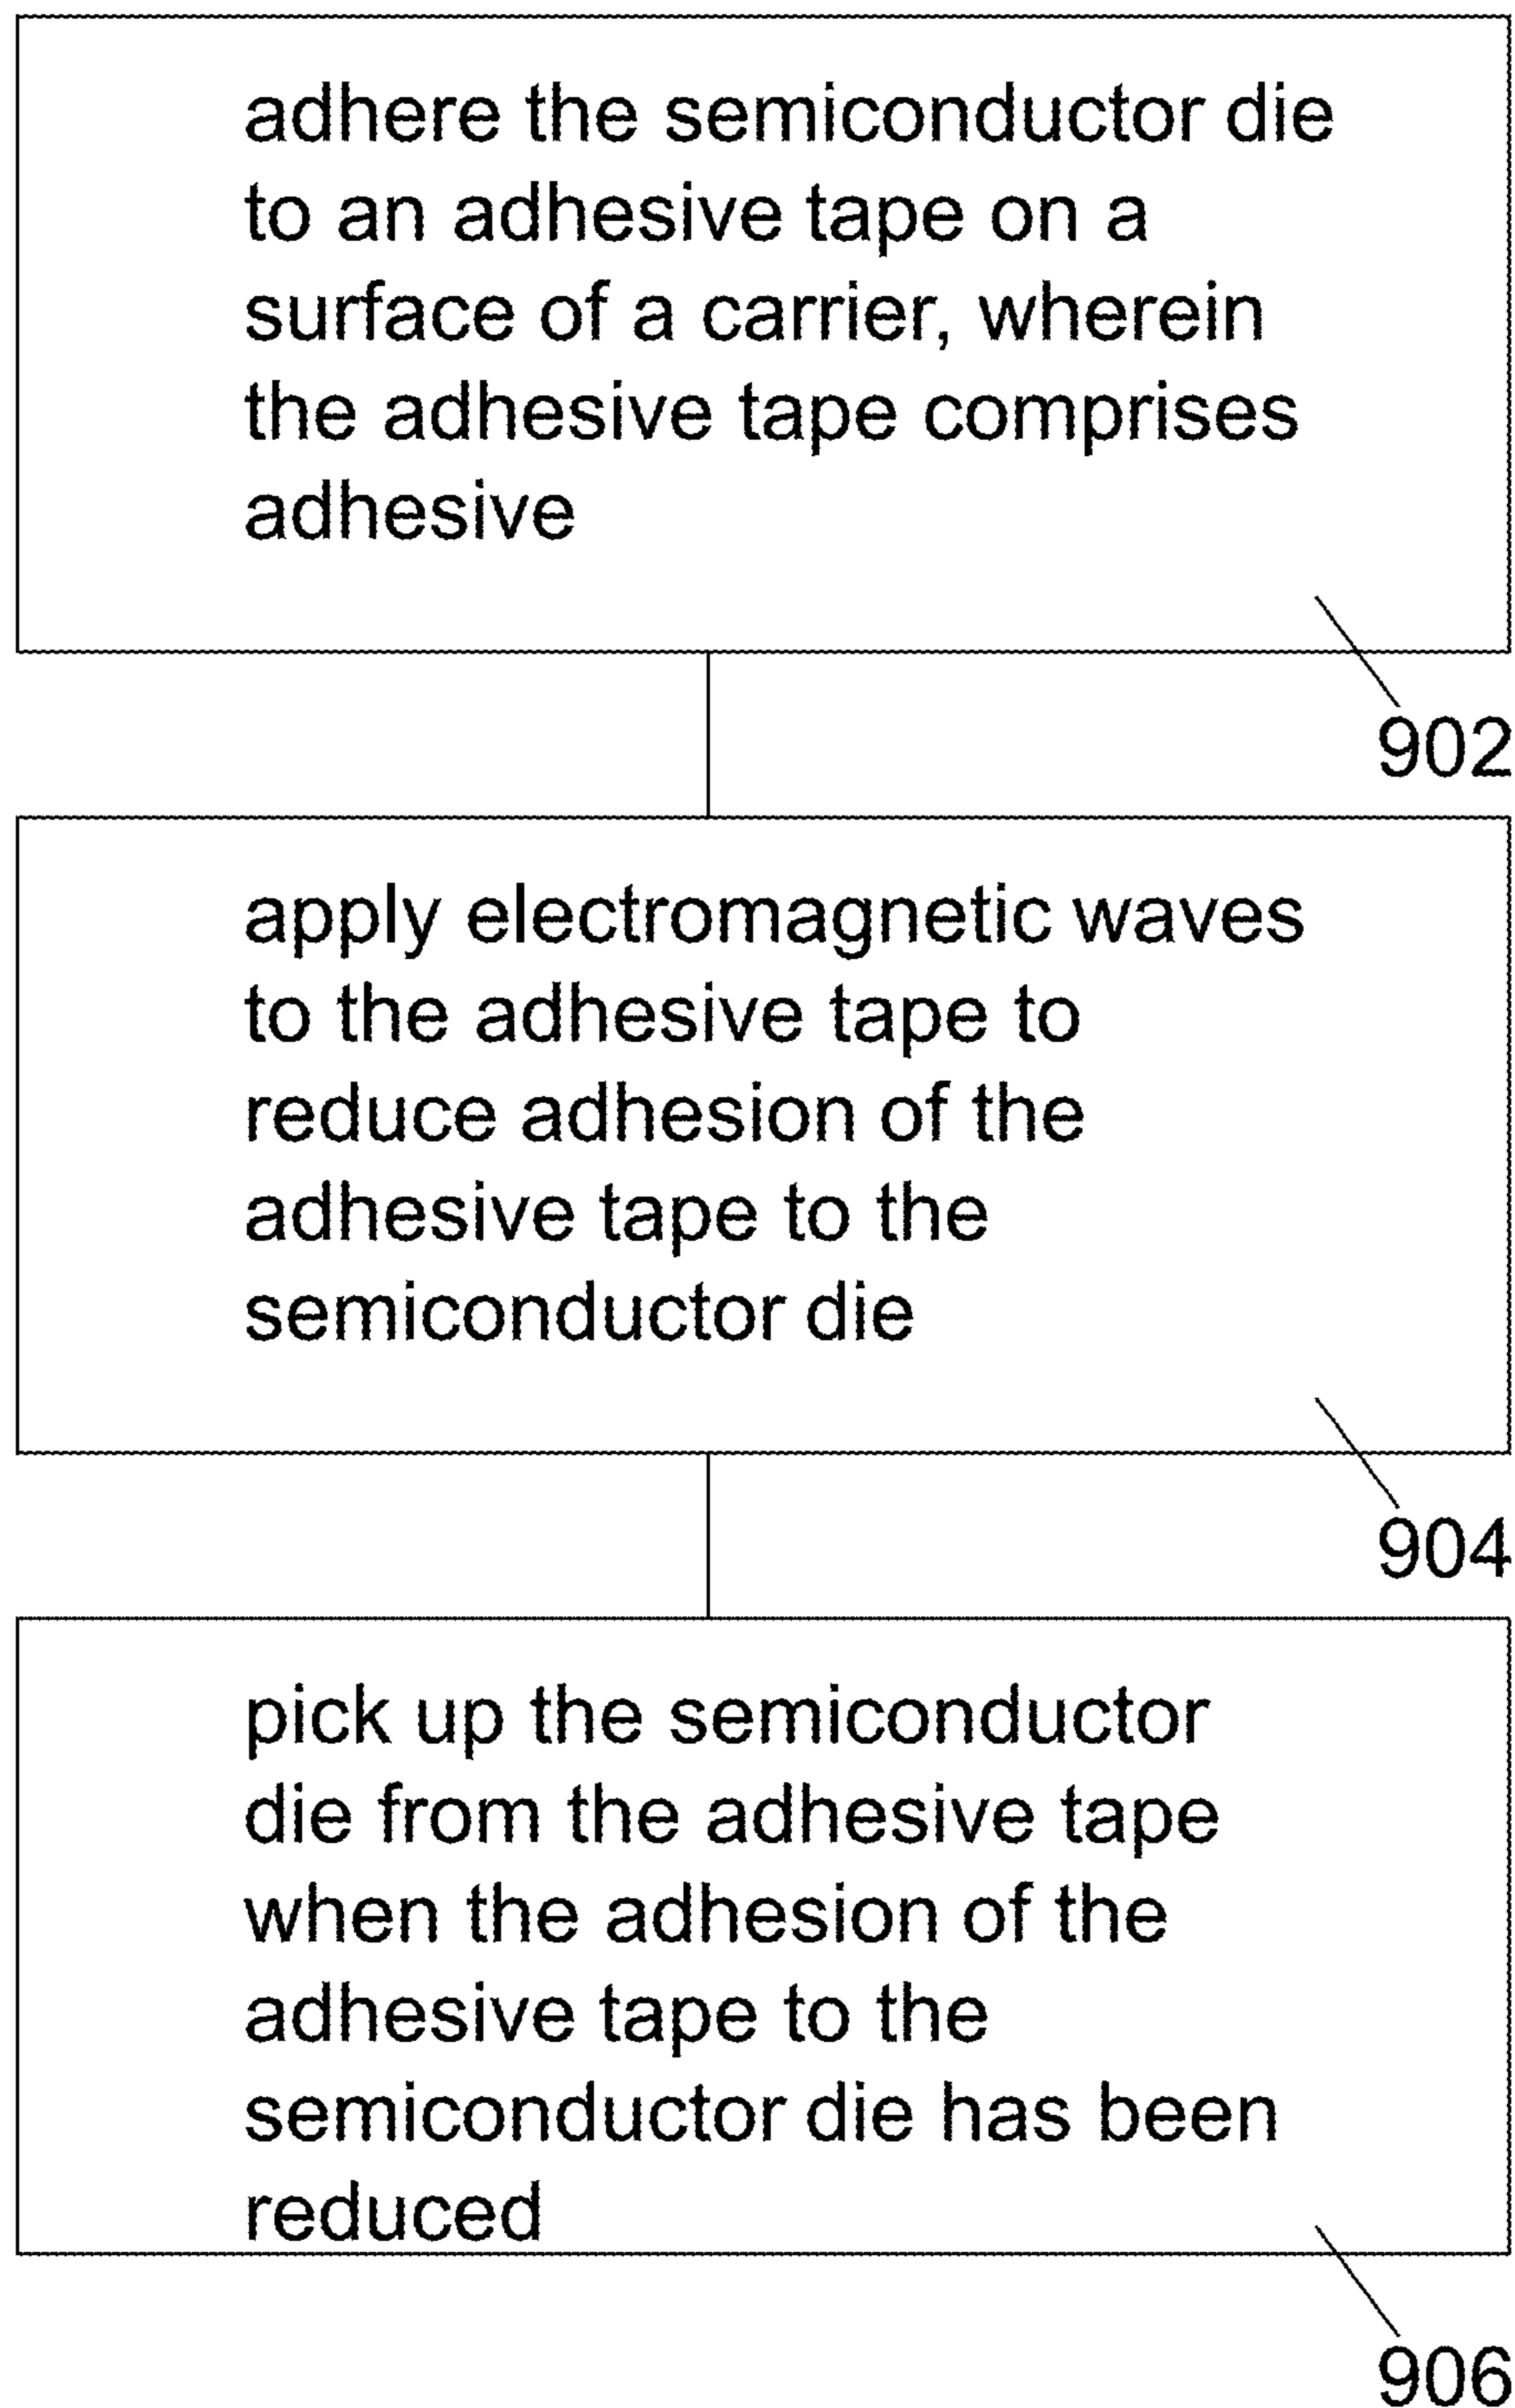 adhere the semiconductor die
to an adhesive tape on a
surface of a carrier, wherein
the adhesive tape comprises
adhesive
902
apply electromagnetic waves
to the adhesive tape to
reduce adhesion of the
adhesive tape to the
semiconductor die
904
pick up the semiconductor
die from the adhesive tape
when the adhesion of the
adhesive tape to the
semiconductor die has been
reduced
906